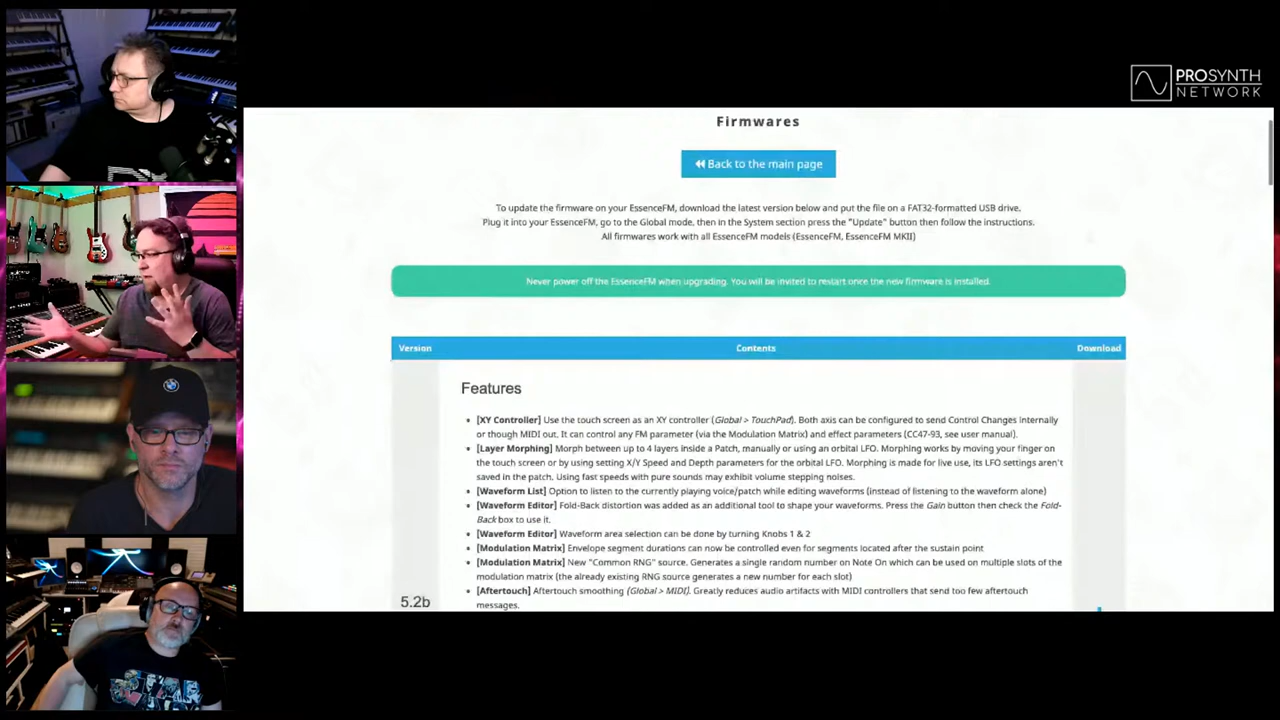 PROSYNTH
NETWORK
Firmwares
Back to the main page
To update the firmware on your EssenceFM, download the latest version below and put the file on a FAT32-formatted USB drive.
Plug it into your EssenceFM, go to the Global mode, then in the System section press the "Update" button then follow the instructions.
All firmwares work with all EssenceFM models (EssenceFM, EssenceFM MKII)
Never power off the EssenceFM when upgrading. You will be invited to restart once the new firmware is installed.
Version Contents Download
Features
[XY Controller] Use the touch screen as an XY controller (Global > TouchPad). Both axis can be configured to send Control Changes internally
or though MIDI out. It can control any FM parameter (via the Modulation Matrix) and effect parameters (CC47-93, see user manual).
[Layer Morphing] Morph between up to 4 layers inside a Patch, manually or using an orbital LFO. Morphing works by moving your finger on
the touch screen or by using setting X/Y Speed and Depth parameters for the orbital LFO. Morphing is made for live use, its LFO settings aren't
saved in the patch. Using fast speeds with pure sounds may exhibit volume stepping noises.
[Waveform List] Option to listen to the currently playing voice/patch while editing waveforms (instead of listening to the waveform alone)
[Waveform Editor] Fold-Back distortion was added as an additional tool to shape your waveforms. Press the Gain button then check the Fold-
Back box to use it.
[Waveform Editor] Waveform area selection can be done by turning Knobs 1 & 2
[Modulation Matrix] Envelope segment durations can now be controlled even for segments located after the sustain point
[Modulation Matrix] New "Common RNG" source. Generates a single random number on Note On which can be used on multiple slots of the
modulation matrix (the already existing RNG source generates a new number for each slot)
[Aftertouch] Aftertouch smoothing (Global > MIDI). Greatly reduces audio artifacts with MIDI controllers that send too few aftertouch
messages.
5.2b